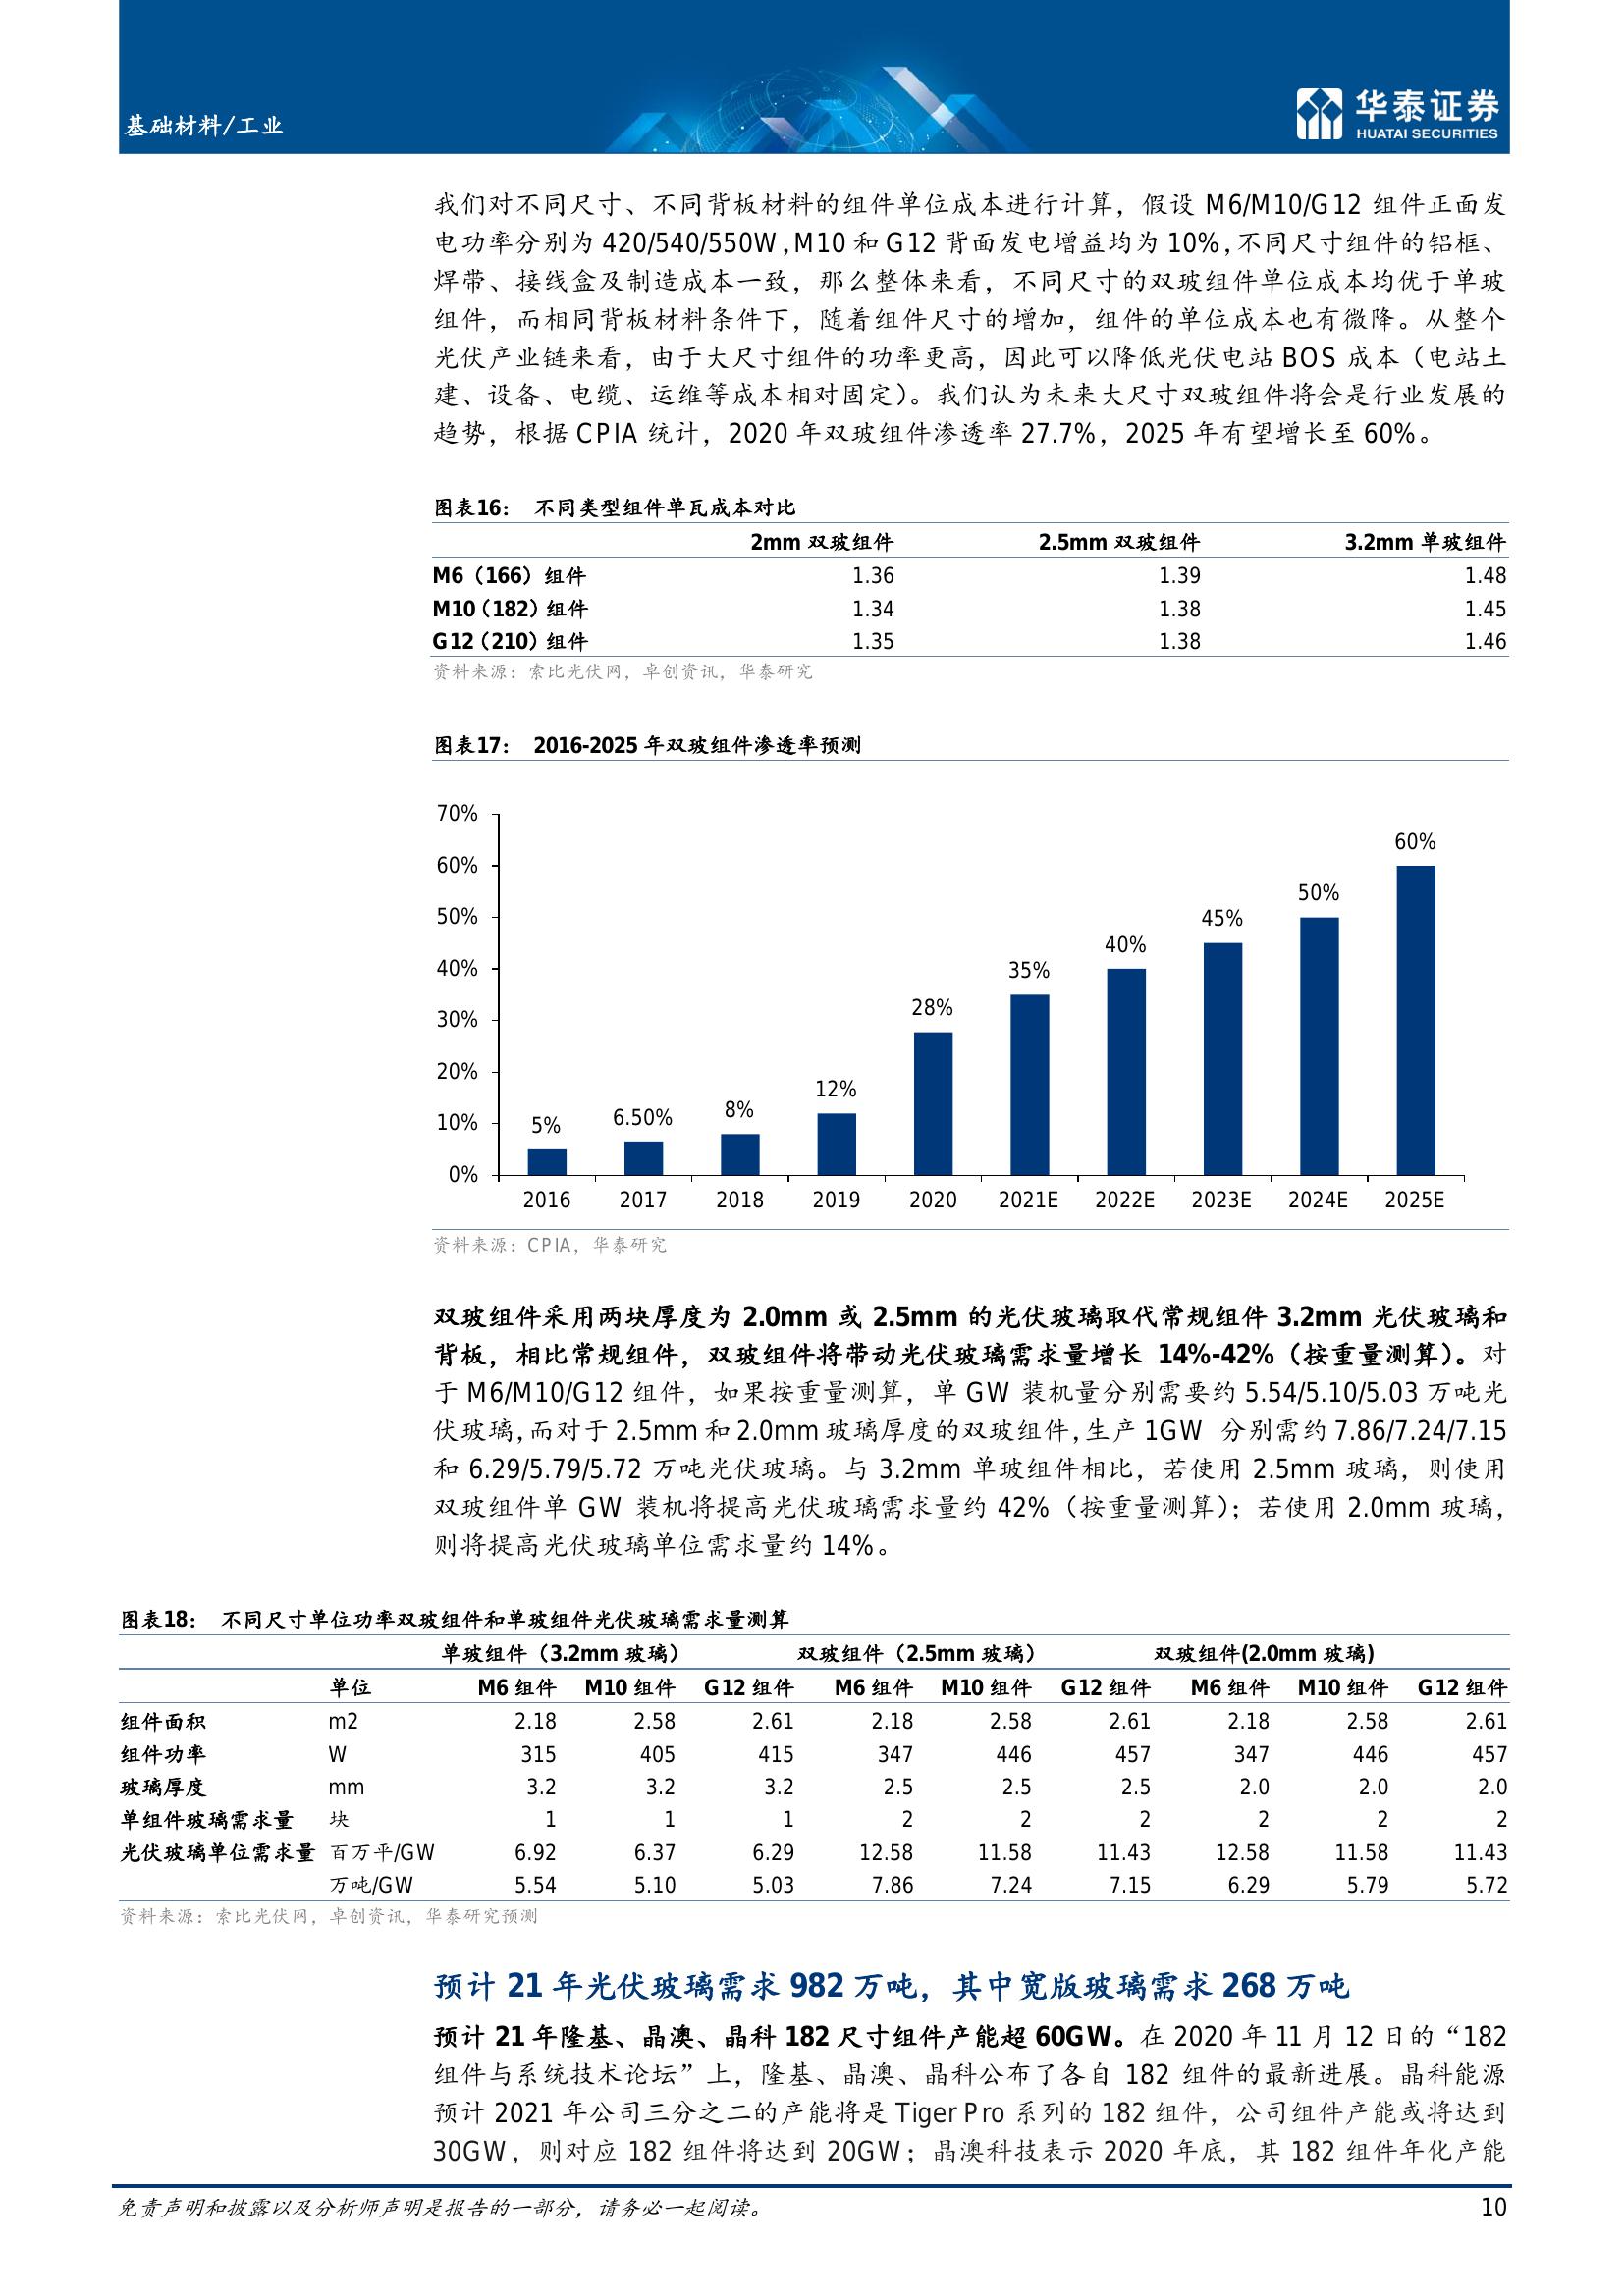 基础材料/工业
华泰证券
HUATAI SECURITIES
我们对不同尺寸、不同背板材料的组件单位成本进行计算，假设 M6/M10/G12 组件正面发
电功率分别为 420/540/550W，M10 和 G12 背面发电增益均为 10%，不同尺寸组件的铝框、
焊带、接线盒及制造成本一致，那么整体来看，不同尺寸的双玻组件单位成本均优于单玻
组件，而相同背板材料条件下，随着组件尺寸的增加，组件的单位成本也有微降。从整个
光伏产业链来看，由于大尺寸组件的功率更高，因此可以降低光伏电站 BOS 成本（电站土
建、设备、电缆、运维等成本相对固定）。我们认为未来大尺寸双玻组件将会是行业发展的
趋势，根据 CPIA 统计，2020 年双玻组件渗透率 27.7%，2025 年有望增长至 60%。
图表16： 不同类型组件单瓦成本对比
2mm 双玻组件 2.5mm 双玻组件 3.2mm 单玻组件
M6（166）组件 1.36 1.39 1.48
M10（182）组件 1.34 1.38 1.45
G12（210）组件 1.35 1.38 1.46
资料来源：索比光伏网，卓创资讯，华泰研究
图表17： 2016-2025 年双玻组件渗透率预测
70%
60%
50%
40%
30%
20%
10%
0%
5% 6.50% 8% 12% 28% 35% 40% 45% 50% 60%
2016 2017 2018 2019 2020 2021E 2022E 2023E 2024E 2025E
资料来源：CPIA，华泰研究
双玻组件采用两块厚度为 2.0mm 或 2.5mm 的光伏玻璃取代常规组件 3.2mm 光伏玻璃和
背板，相比常规组件，双玻组件将带动光伏玻璃需求量增长 14%-42%（按重量测算）。对
于 M6/M10/G12 组件，如果按重量测算，单 GW 装机量分别需要约 5.54/5.10/5.03 万吨光
伏玻璃，而对于 2.5mm 和 2.0mm 玻璃厚度的双玻组件，生产 1GW 分别需约 7.86/7.24/7.15
和 6.29/5.79/5.72 万吨光伏玻璃。与 3.2mm 单玻组件相比，若使用 2.5mm 玻璃，则使用
双玻组件单 GW 装机将提高光伏玻璃需求量约 42%（按重量测算）；若使用 2.0mm 玻璃，
则将提高光伏玻璃单位需求量约 14%。
图表18： 不同尺寸单位功率双玻组件和单玻组件光伏玻璃需求量测算
单玻组件（3.2mm 玻璃） 双玻组件（2.5mm 玻璃） 双玻组件(2.0mm 玻璃)
单位 M6 组件 M10 组件 G12 组件 M6 组件 M10 组件 G12 组件 M6 组件 M10 组件 G12 组件
组件面积 m2 2.18 2.58 2.61 2.18 2.58 2.61 2.18 2.58 2.61
组件功率 W 315 405 415 347 446 457 347 446 457
玻璃厚度 mm 3.2 3.2 3.2 2.5 2.5 2.5 2.0 2.0 2.0
单组件玻璃需求量 块 1 1 1 2 2 2 2 2 2
光伏玻璃单位需求量 百万平/GW 6.92 6.37 6.29 12.58 11.58 11.43 12.58 11.58 11.43
万吨/GW 5.54 5.10 5.03 7.86 7.24 7.15 6.29 5.79 5.72
资料来源：索比光伏网，卓创资讯，华泰研究预测
预计 21 年光伏玻璃需求 982 万吨，其中宽版玻璃需求 268 万吨
预计 21 年隆基、晶澳、晶科 182 尺寸组件产能超 60GW。在 2020 年 11 月 12 日的“182
组件与系统技术论坛”上，隆基、晶澳、晶科公布了各自 182 组件的最新进展。晶科能源
预计 2021 年公司三分之二的产能将是 Tiger Pro 系列的 182 组件，公司组件产能或将达到
30GW，则对应 182 组件将达到 20GW；晶澳科技表示 2020 年底，其 182 组件年化产能
免责声明和披露以及分析师声明是报告的一部分，请务必一起阅读。
10